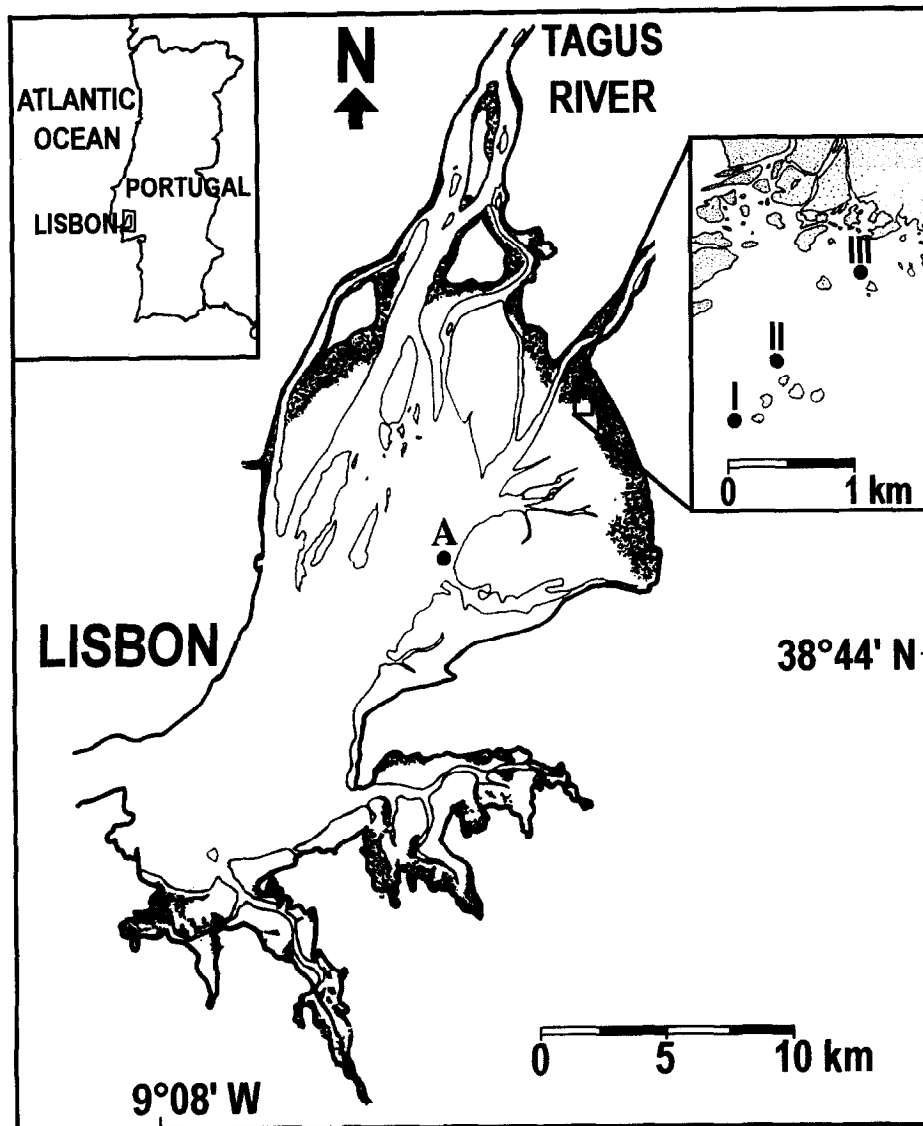 TAGUS
RIVER
N
ATLANTIC
OCEAN
PORTUGAL
LISBON
III
II
I
0 1 km
A
LISBON
38°44' N
0 5 10 km
9°08' W